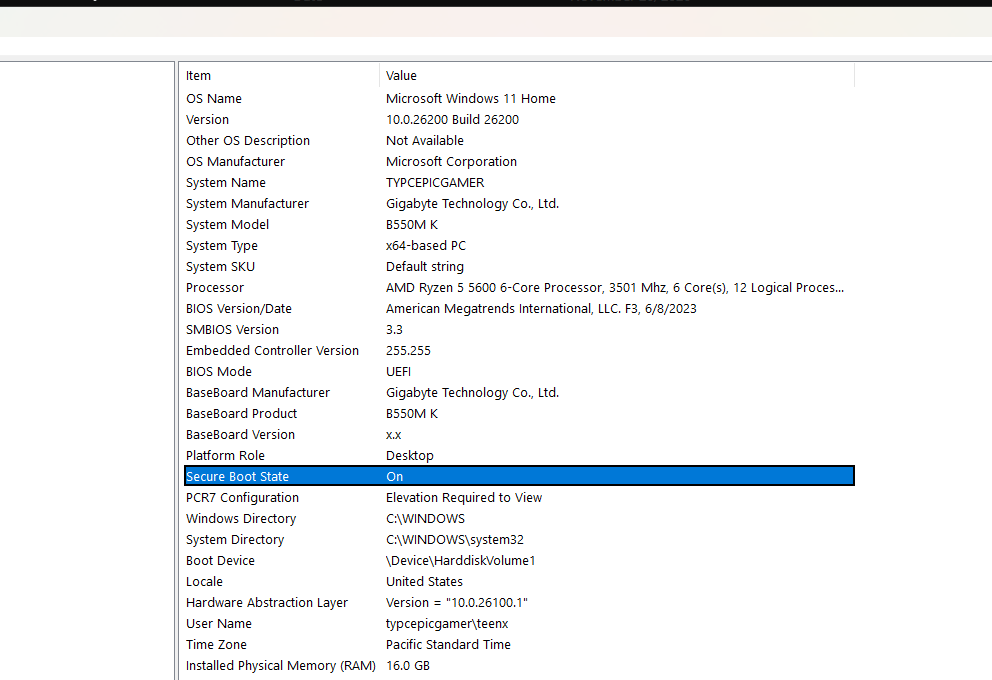 Item Value
OS Name Microsoft Windows 11 Home
Version 10.0.26200 Build 26200
Other OS Description Not Available
OS Manufacturer Microsoft Corporation
System Name TYPCEPICGAMER
System Manufacturer Gigabyte Technology Co., Ltd.
System Model B550M K
System Type x64-based PC
System SKU Default string
Processor AMD Ryzen 5 5600 6-Core Processor, 3501 Mhz, 6 Core(s), 12 Logical Proces...
BIOS Version/Date American Megatrends International, LLC. F3, 6/8/2023
SMBIOS Version 3.3
Embedded Controller Version 255.255
BIOS Mode UEFI
BaseBoard Manufacturer Gigabyte Technology Co., Ltd.
BaseBoard Product B550M K
BaseBoard Version x.x
Platform Role Desktop
Secure Boot State On
PCR7 Configuration Elevation Required to View
Windows Directory C:\WINDOWS
System Directory C:\WINDOWS\system32
Boot Device \Device\HarddiskVolume1
Locale United States
Hardware Abstraction Layer Version = "10.0.26100.1"
User Name typcepicgamer\teenx
Time Zone Pacific Standard Time
Installed Physical Memory (RAM) 16.0 GB